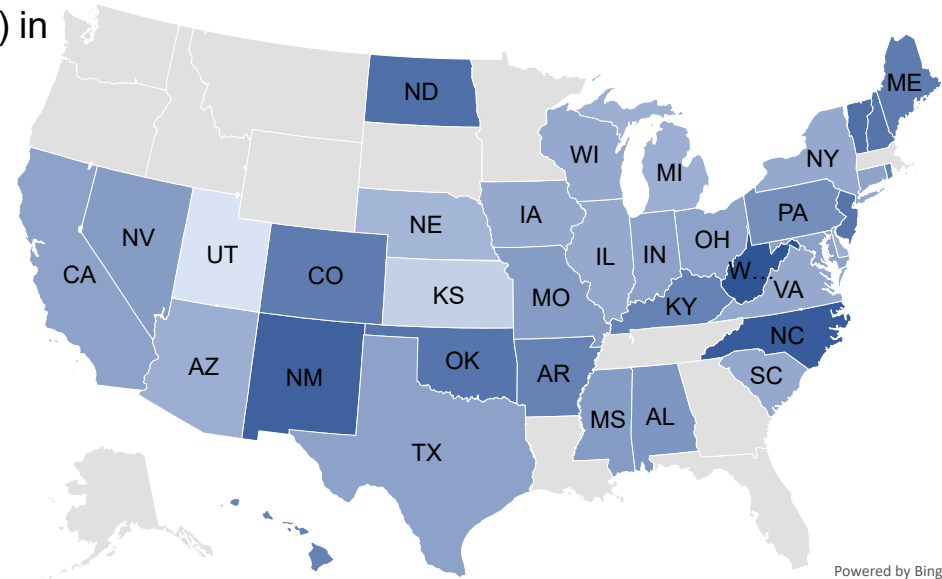 ) in
ND
ME
WI
MI
NY
NE
IA
PA
NV
UT
CO
IL
IN
OH
W...
CA
KS
MO
KY
VA
AZ
NM
OK
AR
NC
SC
MS
AL
TX
Powered by Bing